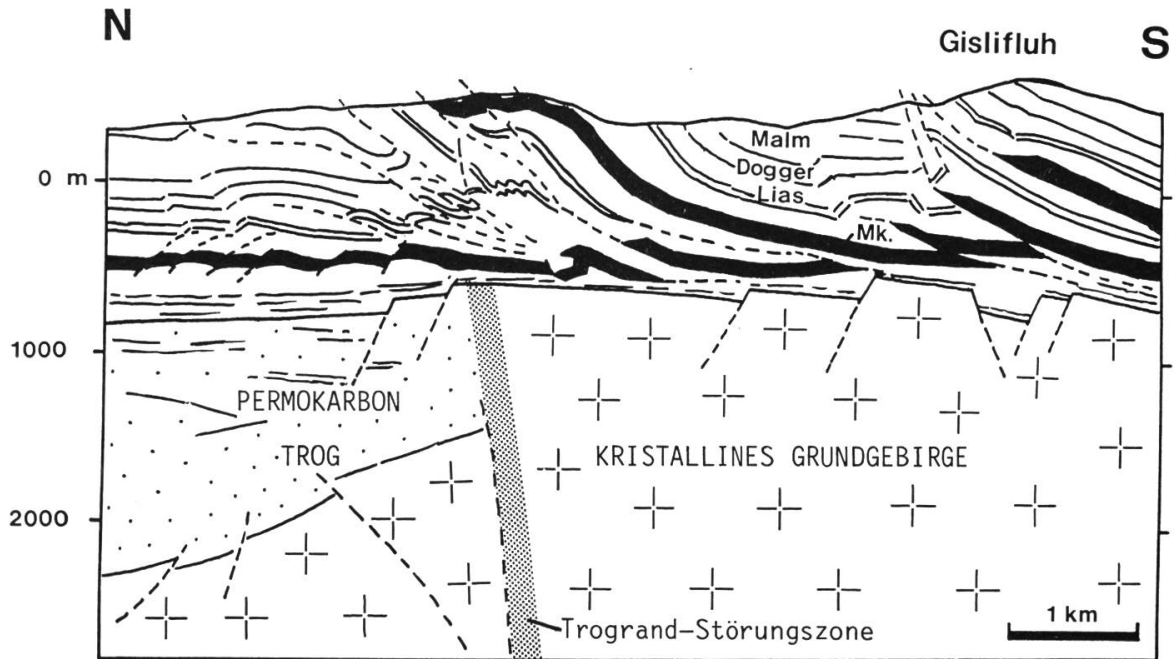 N
Gislifluh
S
Malm
Dogger
Lias
Mk.
0 m
1000
2000
PERMOKARBON
TROG
KRISTALLINES GRUNDGEBIRGE
Trogrand-Störungszone
1 km